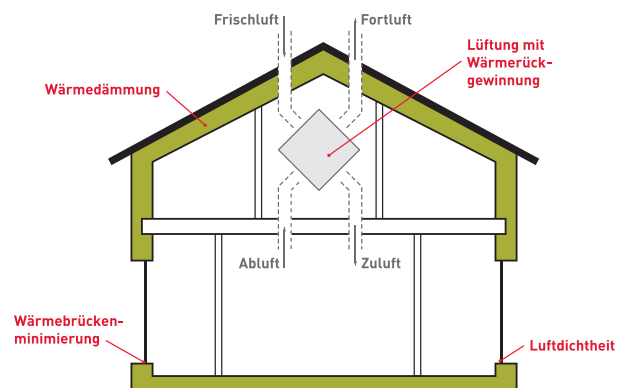 Frischluft
Fortluft
Lüftung mit
Wärmerück-
gewinnung
Wärmedämmung
Abluft
Zuluft
Wärmebrücken-
minimierung
Luftdichtheit